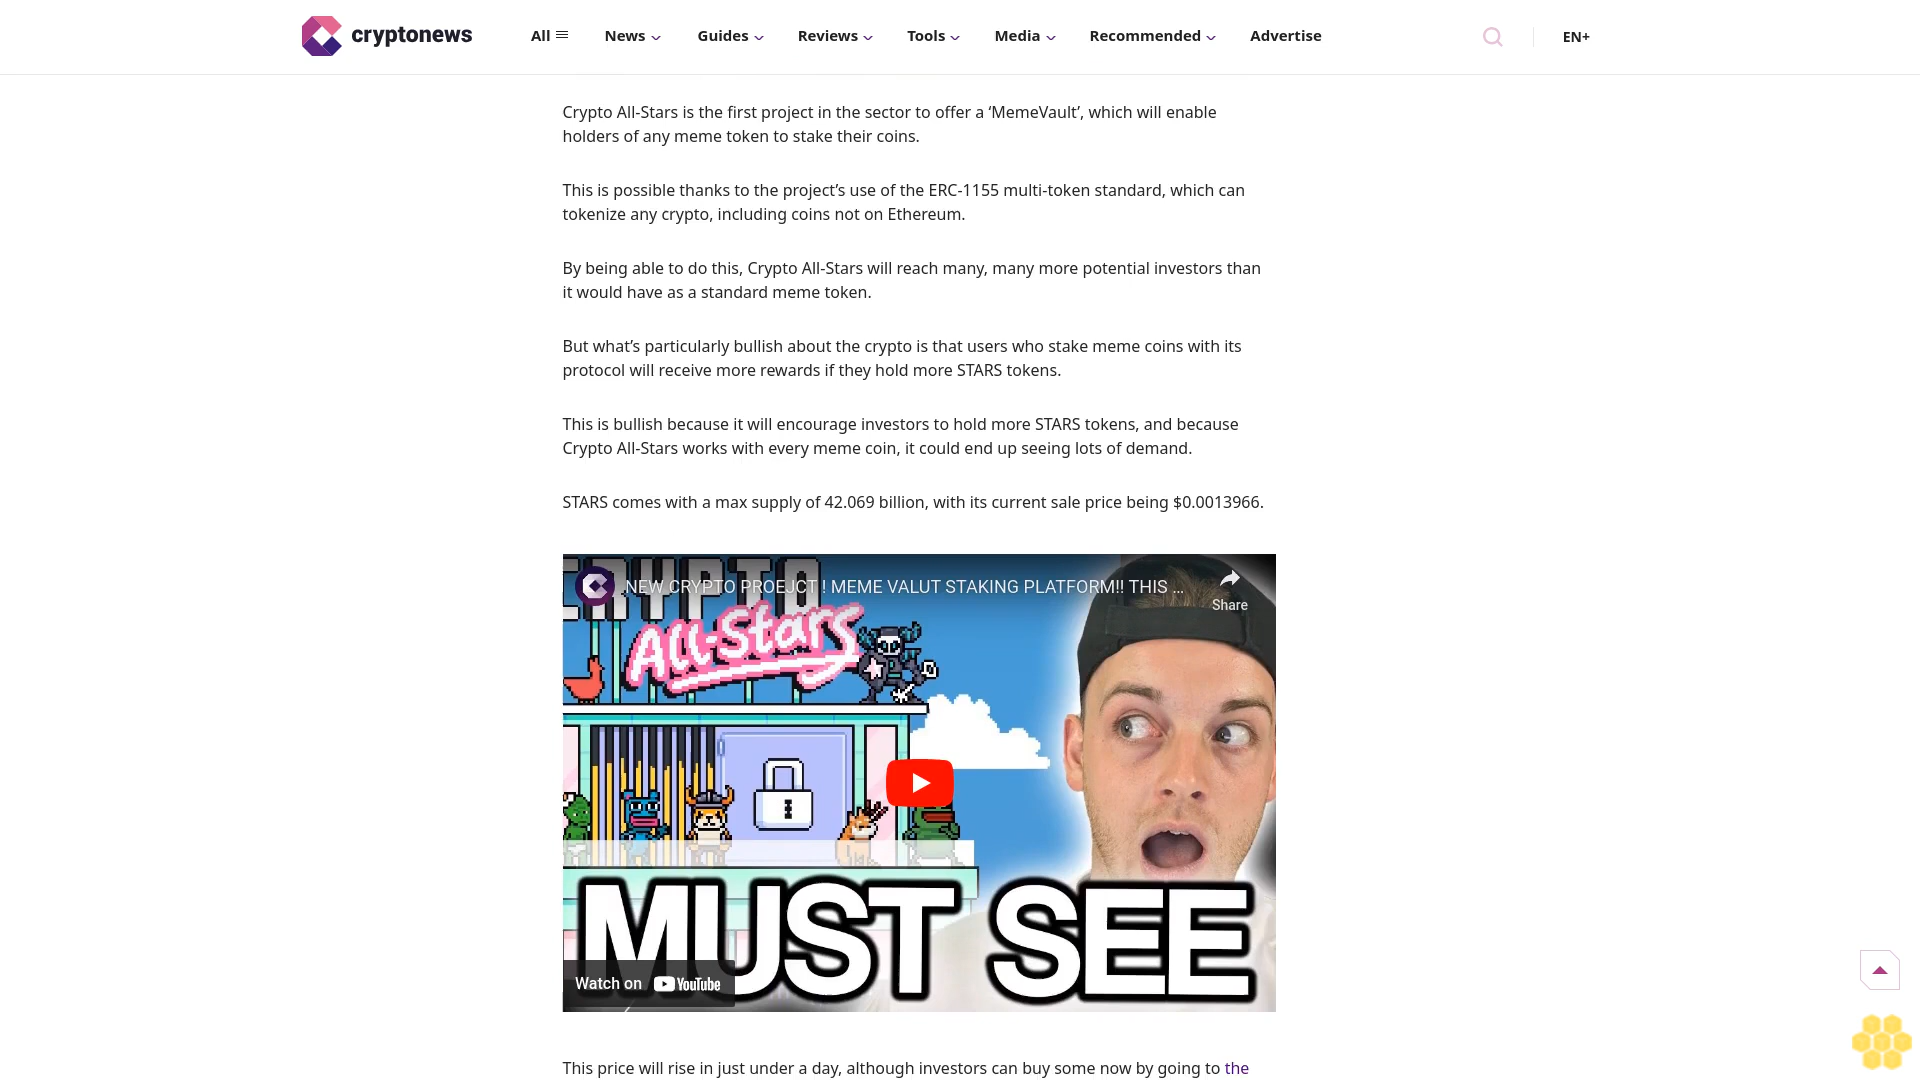 cryptonews
All
News
Guides
Reviews
Tools
Media
Recommended
Advertise
EN+
Crypto All-Stars is the first project in the sector to offer a ‘MemeVault’, which will enable
holders of any meme token to stake their coins.
This is possible thanks to the project’s use of the ERC-1155 multi-token standard, which can
tokenize any crypto, including coins not on Ethereum.
By being able to do this, Crypto All-Stars will reach many, many more potential investors than
it would have as a standard meme token.
But what’s particularly bullish about the crypto is that users who stake meme coins with its
protocol will receive more rewards if they hold more STARS tokens.
This is bullish because it will encourage investors to hold more STARS tokens, and because
Crypto All-Stars works with every meme coin, it could end up seeing lots of demand.
STARS comes with a max supply of 42.069 billion, with its current sale price being $0.0013966.
CRYPTO
NEW CRYPTO PROEJCT ! MEME VALUT STAKING PLATFORM!! THIS ...
Share
All-Stars
MUST SEE
Watch on YouTube
This price will rise in just under a day, although investors can buy some now by going to the